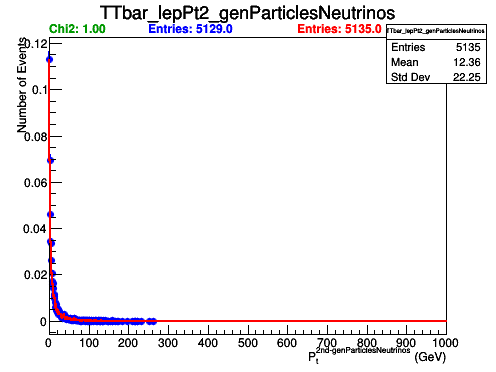 TTbar_lepPt2_genParticlesNeutrinos
Chi2: 1.00 Entries: 5129.0 Entries: 5135.0
TTbar_lepPt2_genParticlesNeutrinos
Entries 5135
Mean 12.36
Std Dev 22.25
Number of Events
0.12
0.1
0.08
0.06
0.04
0.02
0
0 100 200 300 400 500 600 700 800 900 1000
P_t^2nd-genParticlesNeutrinos (GeV)